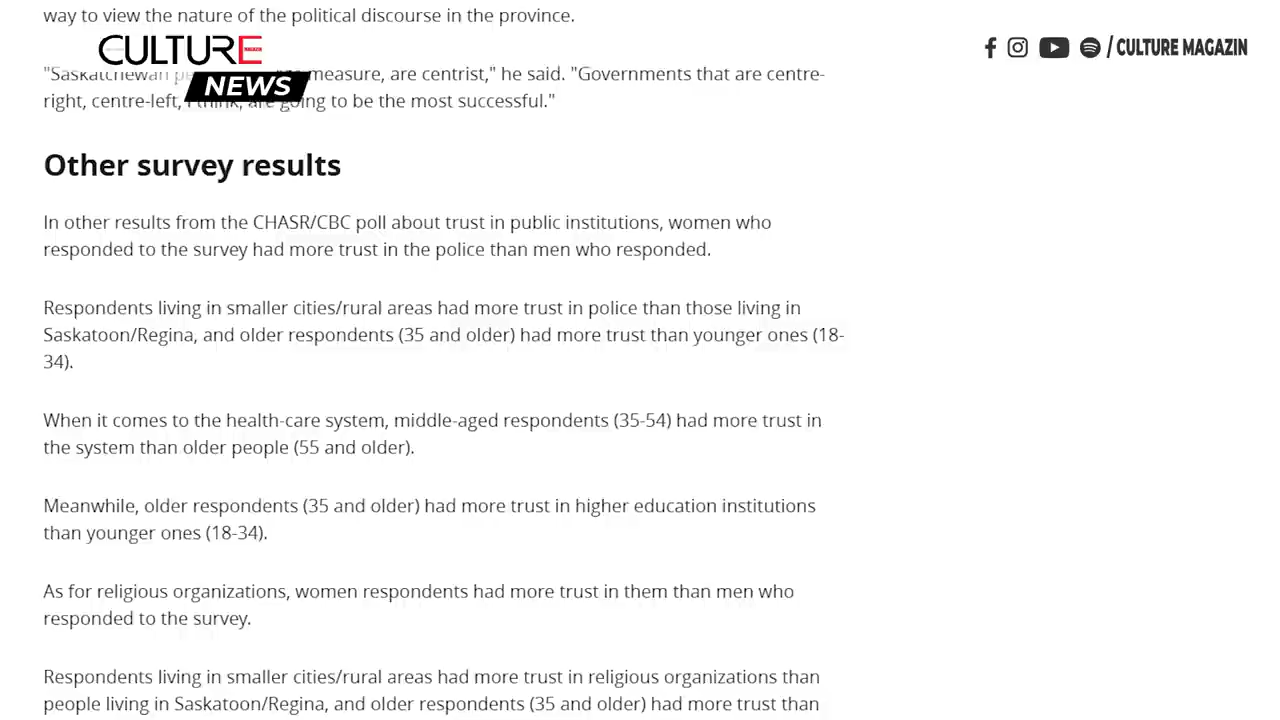 way to view the nature of the political discourse in the province.
CULTURE
/ CULTURE MAGAZIN
"Saskatchewan measure, are centrist," he said. "Governments that are centre-
NEWS
right, centre-left, I think, are going to be the most successful."
Other survey results
In other results from the CHASR/CBC poll about trust in public institutions, women who
responded to the survey had more trust in the police than men who responded.
Respondents living in smaller cities/rural areas had more trust in police than those living in
Saskatoon/Regina, and older respondents (35 and older) had more trust than younger ones (18-
34).
When it comes to the health-care system, middle-aged respondents (35-54) had more trust in
the system than older people (55 and older).
Meanwhile, older respondents (35 and older) had more trust in higher education institutions
than younger ones (18-34).
As for religious organizations, women respondents had more trust in them than men who
responded to the survey.
Respondents living in smaller cities/rural areas had more trust in religious organizations than
people living in Saskatoon/Regina, and older respondents (35 and older) had more trust than